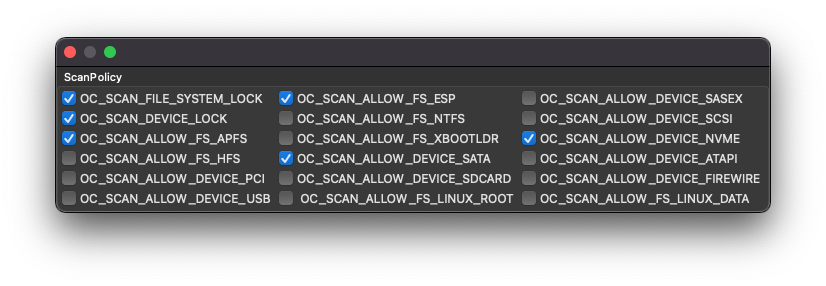 ScanPolicy
OC_SCAN_FILE_SYSTEM_LOCK OC_SCAN_ALLOW_FS_ESP OC_SCAN_ALLOW_DEVICE_SASEX
OC_SCAN_DEVICE_LOCK OC_SCAN_ALLOW_FS_NTFS OC_SCAN_ALLOW_DEVICE_SCSI
OC_SCAN_ALLOW_FS_APFS OC_SCAN_ALLOW_FS_XBOOTLDR OC_SCAN_ALLOW_DEVICE_NVME
OC_SCAN_ALLOW_FS_HFS OC_SCAN_ALLOW_DEVICE_SATA OC_SCAN_ALLOW_DEVICE_ATAPI
OC_SCAN_ALLOW_DEVICE_PCI OC_SCAN_ALLOW_DEVICE_SDCARD OC_SCAN_ALLOW_DEVICE_FIREWIRE
OC_SCAN_ALLOW_DEVICE_USB OC_SCAN_ALLOW_FS_LINUX_ROOT OC_SCAN_ALLOW_FS_LINUX_DATA